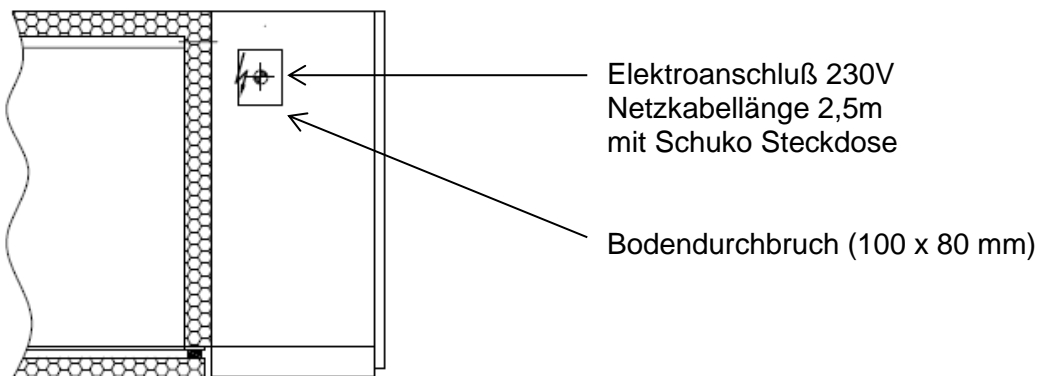 Elektroanschluß 230V
Netzkabellänge 2,5m
mit Schuko Steckdose
Bodendurchbruch (100 x 80 mm)